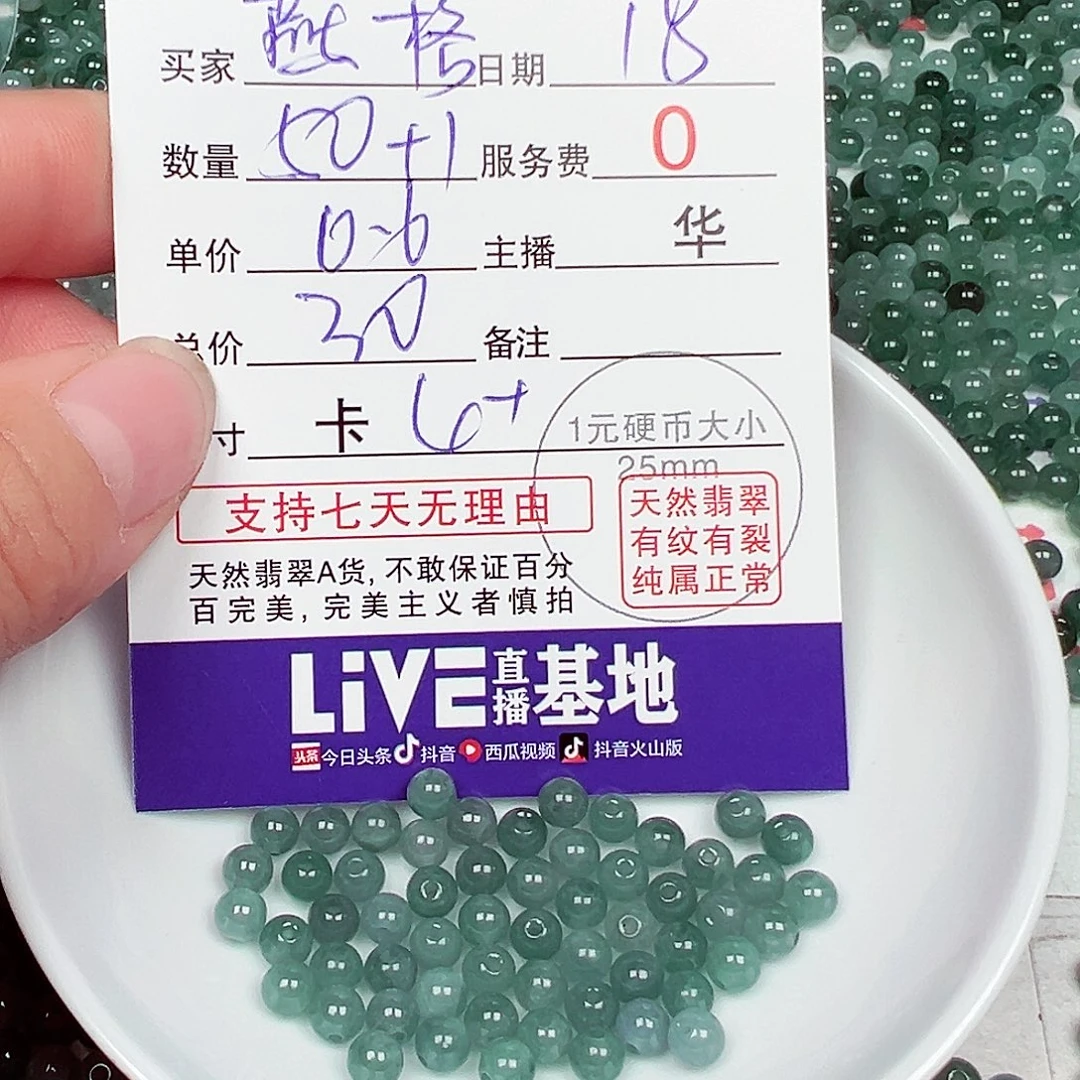 买家 燕格 日期 18
数量 50+1 服务费 0
单价 0.6 主播 华
总价 30 备注
寸 卡 6+
1元硬币大小
25mm
支持七天无理由
天然翡翠
有纹有裂
纯属正常
天然翡翠A货,不敢保证百分
百完美,完美主义者慎拍
LiVE直播基地
头条 今日头条 抖音 西瓜视频 抖音火山版